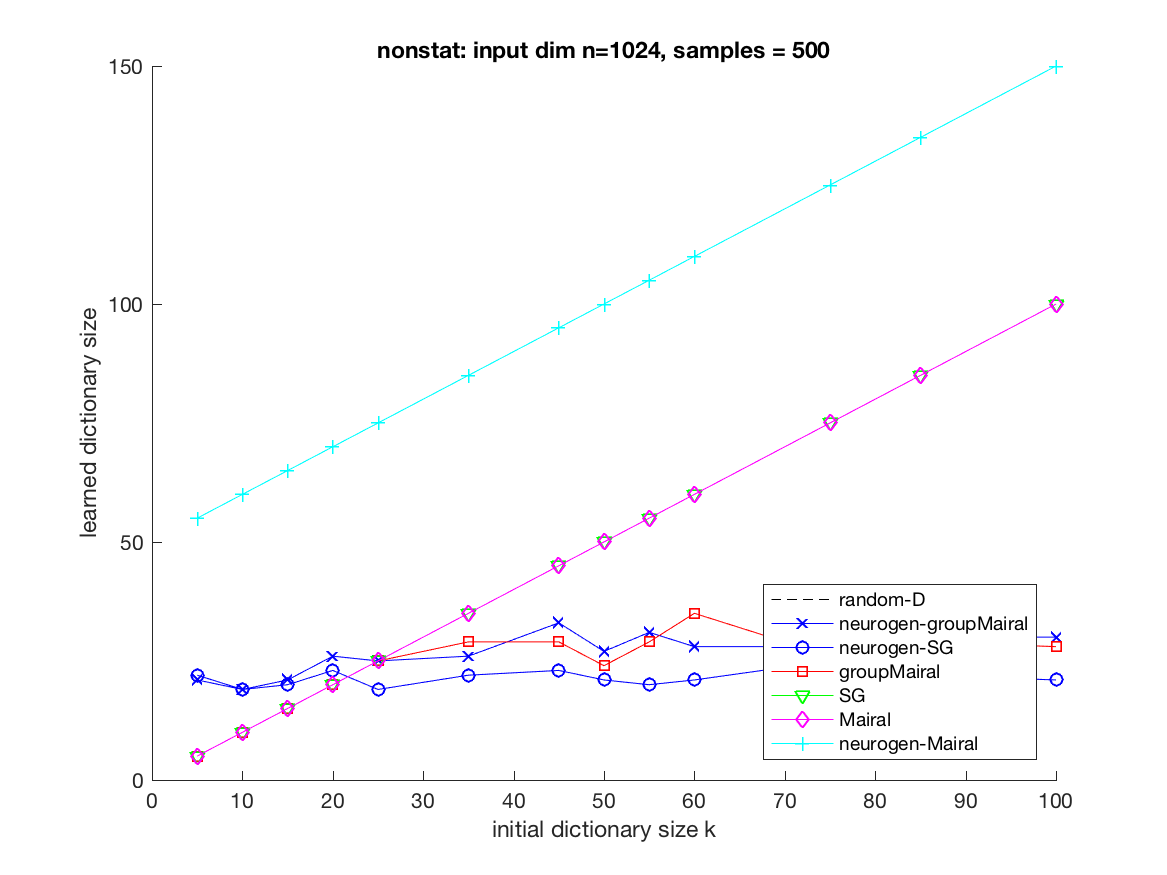 nonstat: input dim n=1024, samples = 500
150
100
50
0
learned dictionary size
0 10 20 30 40 50 60 70 80 90 100
initial dictionary size k
random-D
neurogen-groupMairal
neurogen-SG
groupMairal
SG
Mairal
neurogen-Mairal